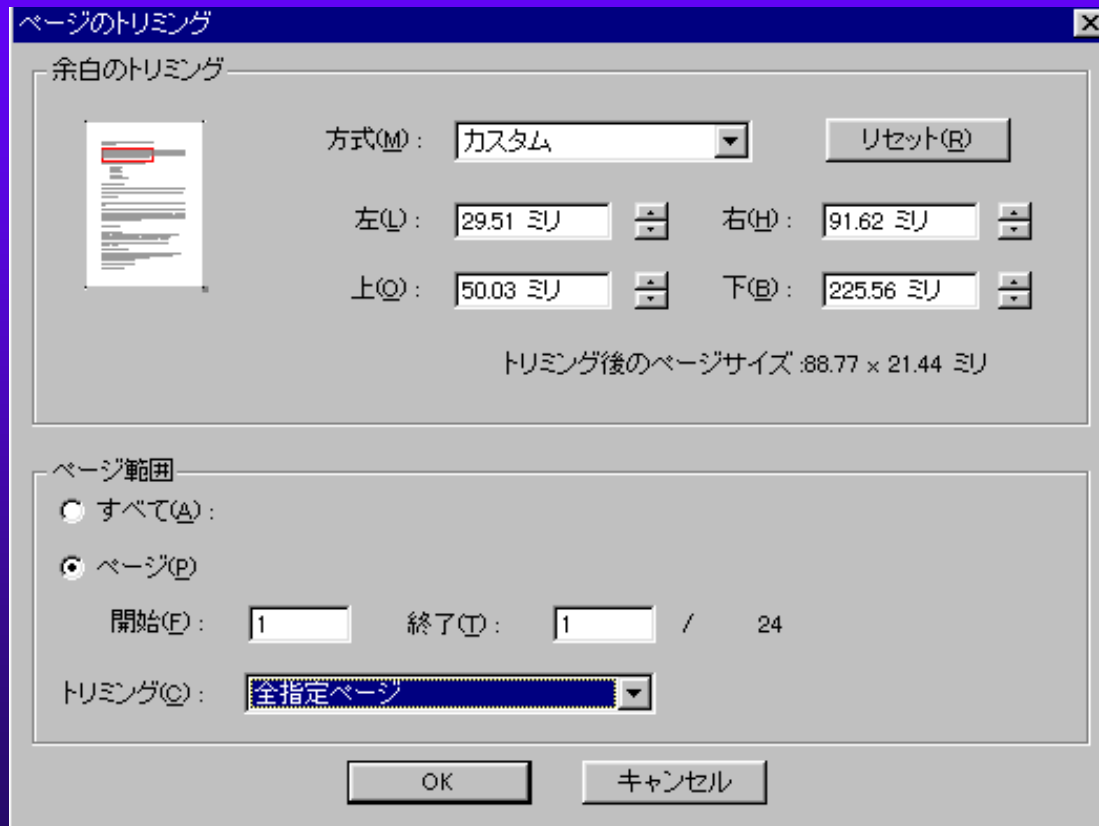 ページのトリミング
余白のトリミング
方式(M) : カスタム リセット(R)
左(L) : 29.51 ミリ 右(H) : 91.62 ミリ
上(O) : 50.03 ミリ 下(B) : 225.56 ミリ
トリミング後のページサイズ :88.77 × 21.44 ミリ
ページ範囲
すべて(A) :
ページ(P)
開始(F) : 1 終了(T) : 1 / 24
トリミング(C) : 全指定ページ
OK キャンセル